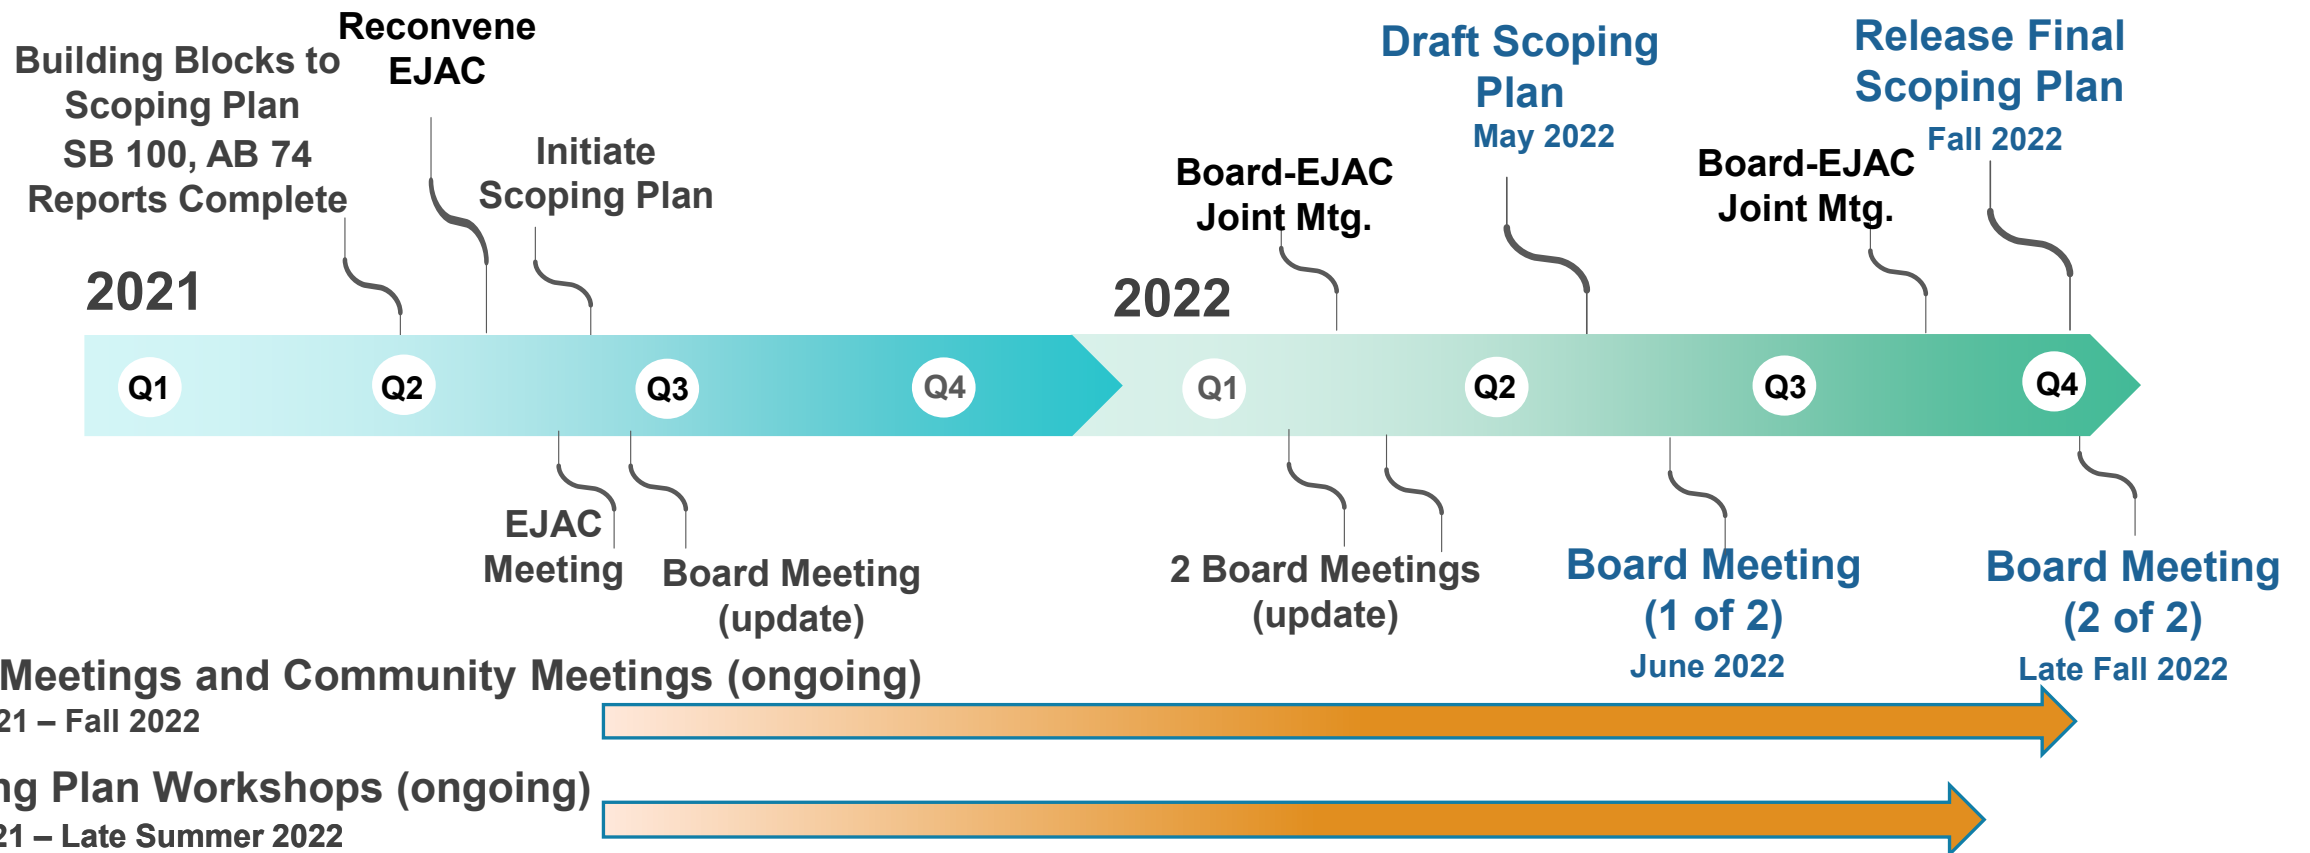 Reconvene
EJAC
Building Blocks to
Scoping Plan
SB 100, AB 74
Reports Complete
Initiate
Scoping Plan
Board-EJAC
Joint Mtg.
Draft Scoping
Plan
May 2022
Board-EJAC
Joint Mtg.
Release Final
Scoping Plan
Fall 2022
2021
2022
Q1
Q2
Q3
Q4
Q1
Q2
Q3
Q4
EJAC
Meeting
Board Meeting
(update)
2 Board Meetings
(update)
Board Meeting
(1 of 2)
June 2022
Board Meeting
(2 of 2)
Late Fall 2022
Meetings and Community Meetings (ongoing)
21 – Fall 2022
ng Plan Workshops (ongoing)
21 – Late Summer 2022